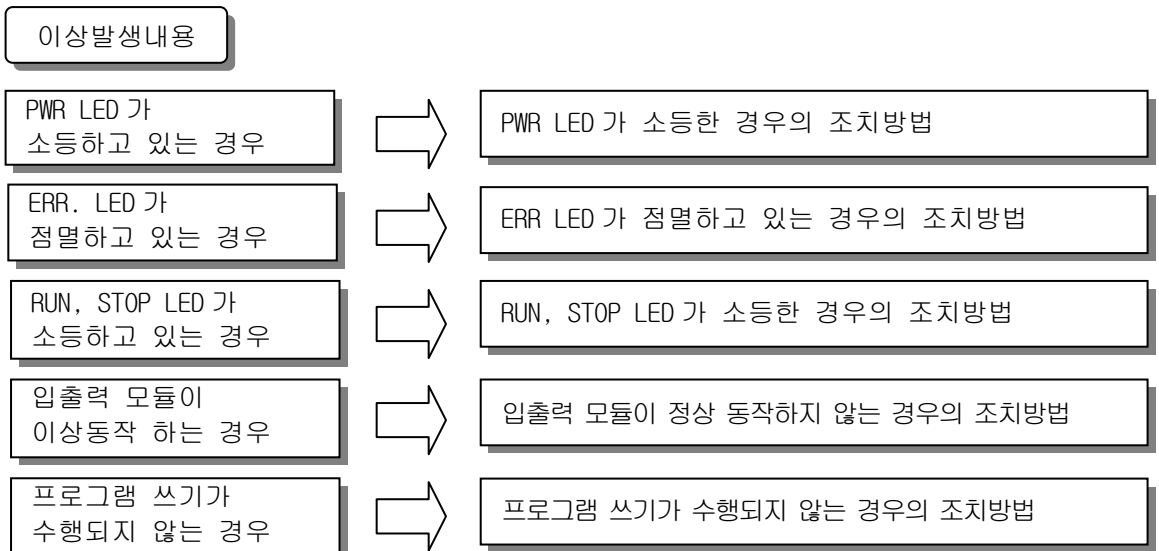 이상발생내용
PWR LED 가
소등하고 있는 경우
PWR LED 가 소등한 경우의 조치방법
ERR. LED 가
점멸하고 있는 경우
ERR LED 가 점멸하고 있는 경우의 조치방법
RUN, STOP LED 가
소등하고 있는 경우
RUN, STOP LED 가 소등한 경우의 조치방법
입출력 모듈이
이상동작 하는 경우
입출력 모듈이 정상 동작하지 않는 경우의 조치방법
프로그램 쓰기가
수행되지 않는 경우
프로그램 쓰기가 수행되지 않는 경우의 조치방법